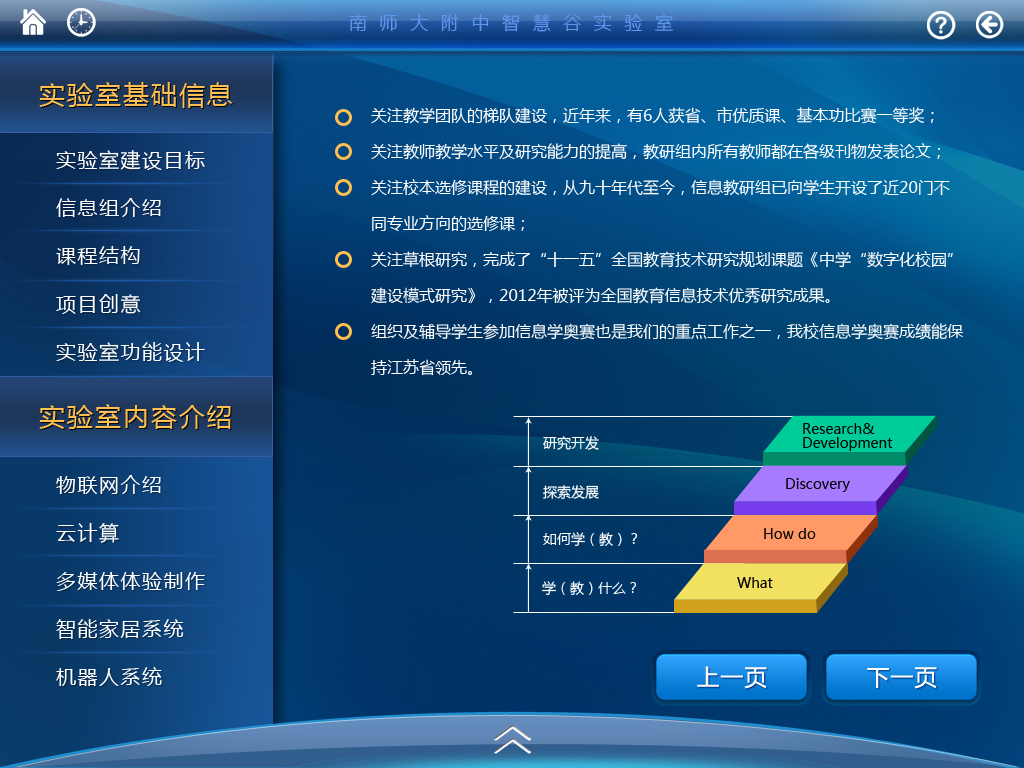 南师大附中智慧谷实验室
实验室基础信息
实验室建设目标
信息组介绍
课程结构
项目创意
实验室功能设计
实验室内容介绍
物联网介绍
云计算
多媒体体验制作
智能家居系统
机器人系统
关注教学团队的梯队建设，近年来，有6人获省、市优质课、基本功比赛一等奖；
关注教师教学水平及研究能力的提高，教研组内所有教师都在各级刊物发表论文；
关注校本选修课程的建设，从九十年代至今，信息教研组已向学生开设了近20门不
同专业方向的选修课；
关注草根研究，完成了“十一五”全国教育技术研究规划课题《中学“数字化校园”
建设模式研究》，2012年被评为全国教育信息技术优秀研究成果。
组织及辅导学生参加信息学奥赛也是我们的重点工作之一，我校信息学奥赛成绩能保
持江苏省领先。
研究开发
Research&
Development
探索发展
Discovery
如何学（教）？
How do
学（教）什么？
What
上一页
下一页